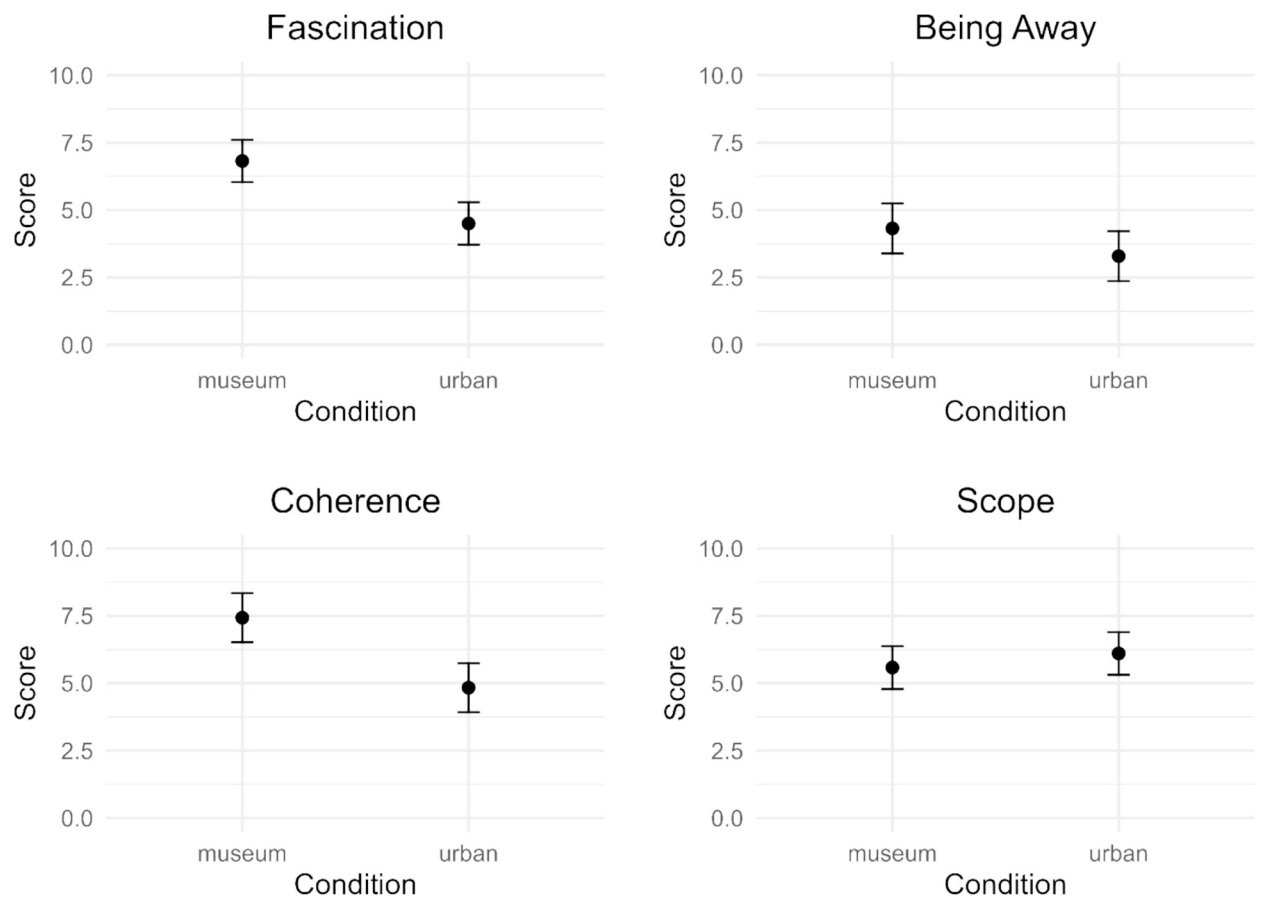 Fascination
10.0
7.5
5.0
2.5
0.0
Score
museum urban
Condition
Being Away
10.0
7.5
5.0
2.5
0.0
Score
museum urban
Condition
Coherence
10.0
7.5
5.0
2.5
0.0
Score
museum urban
Condition
Scope
10.0
7.5
5.0
2.5
0.0
Score
museum urban
Condition